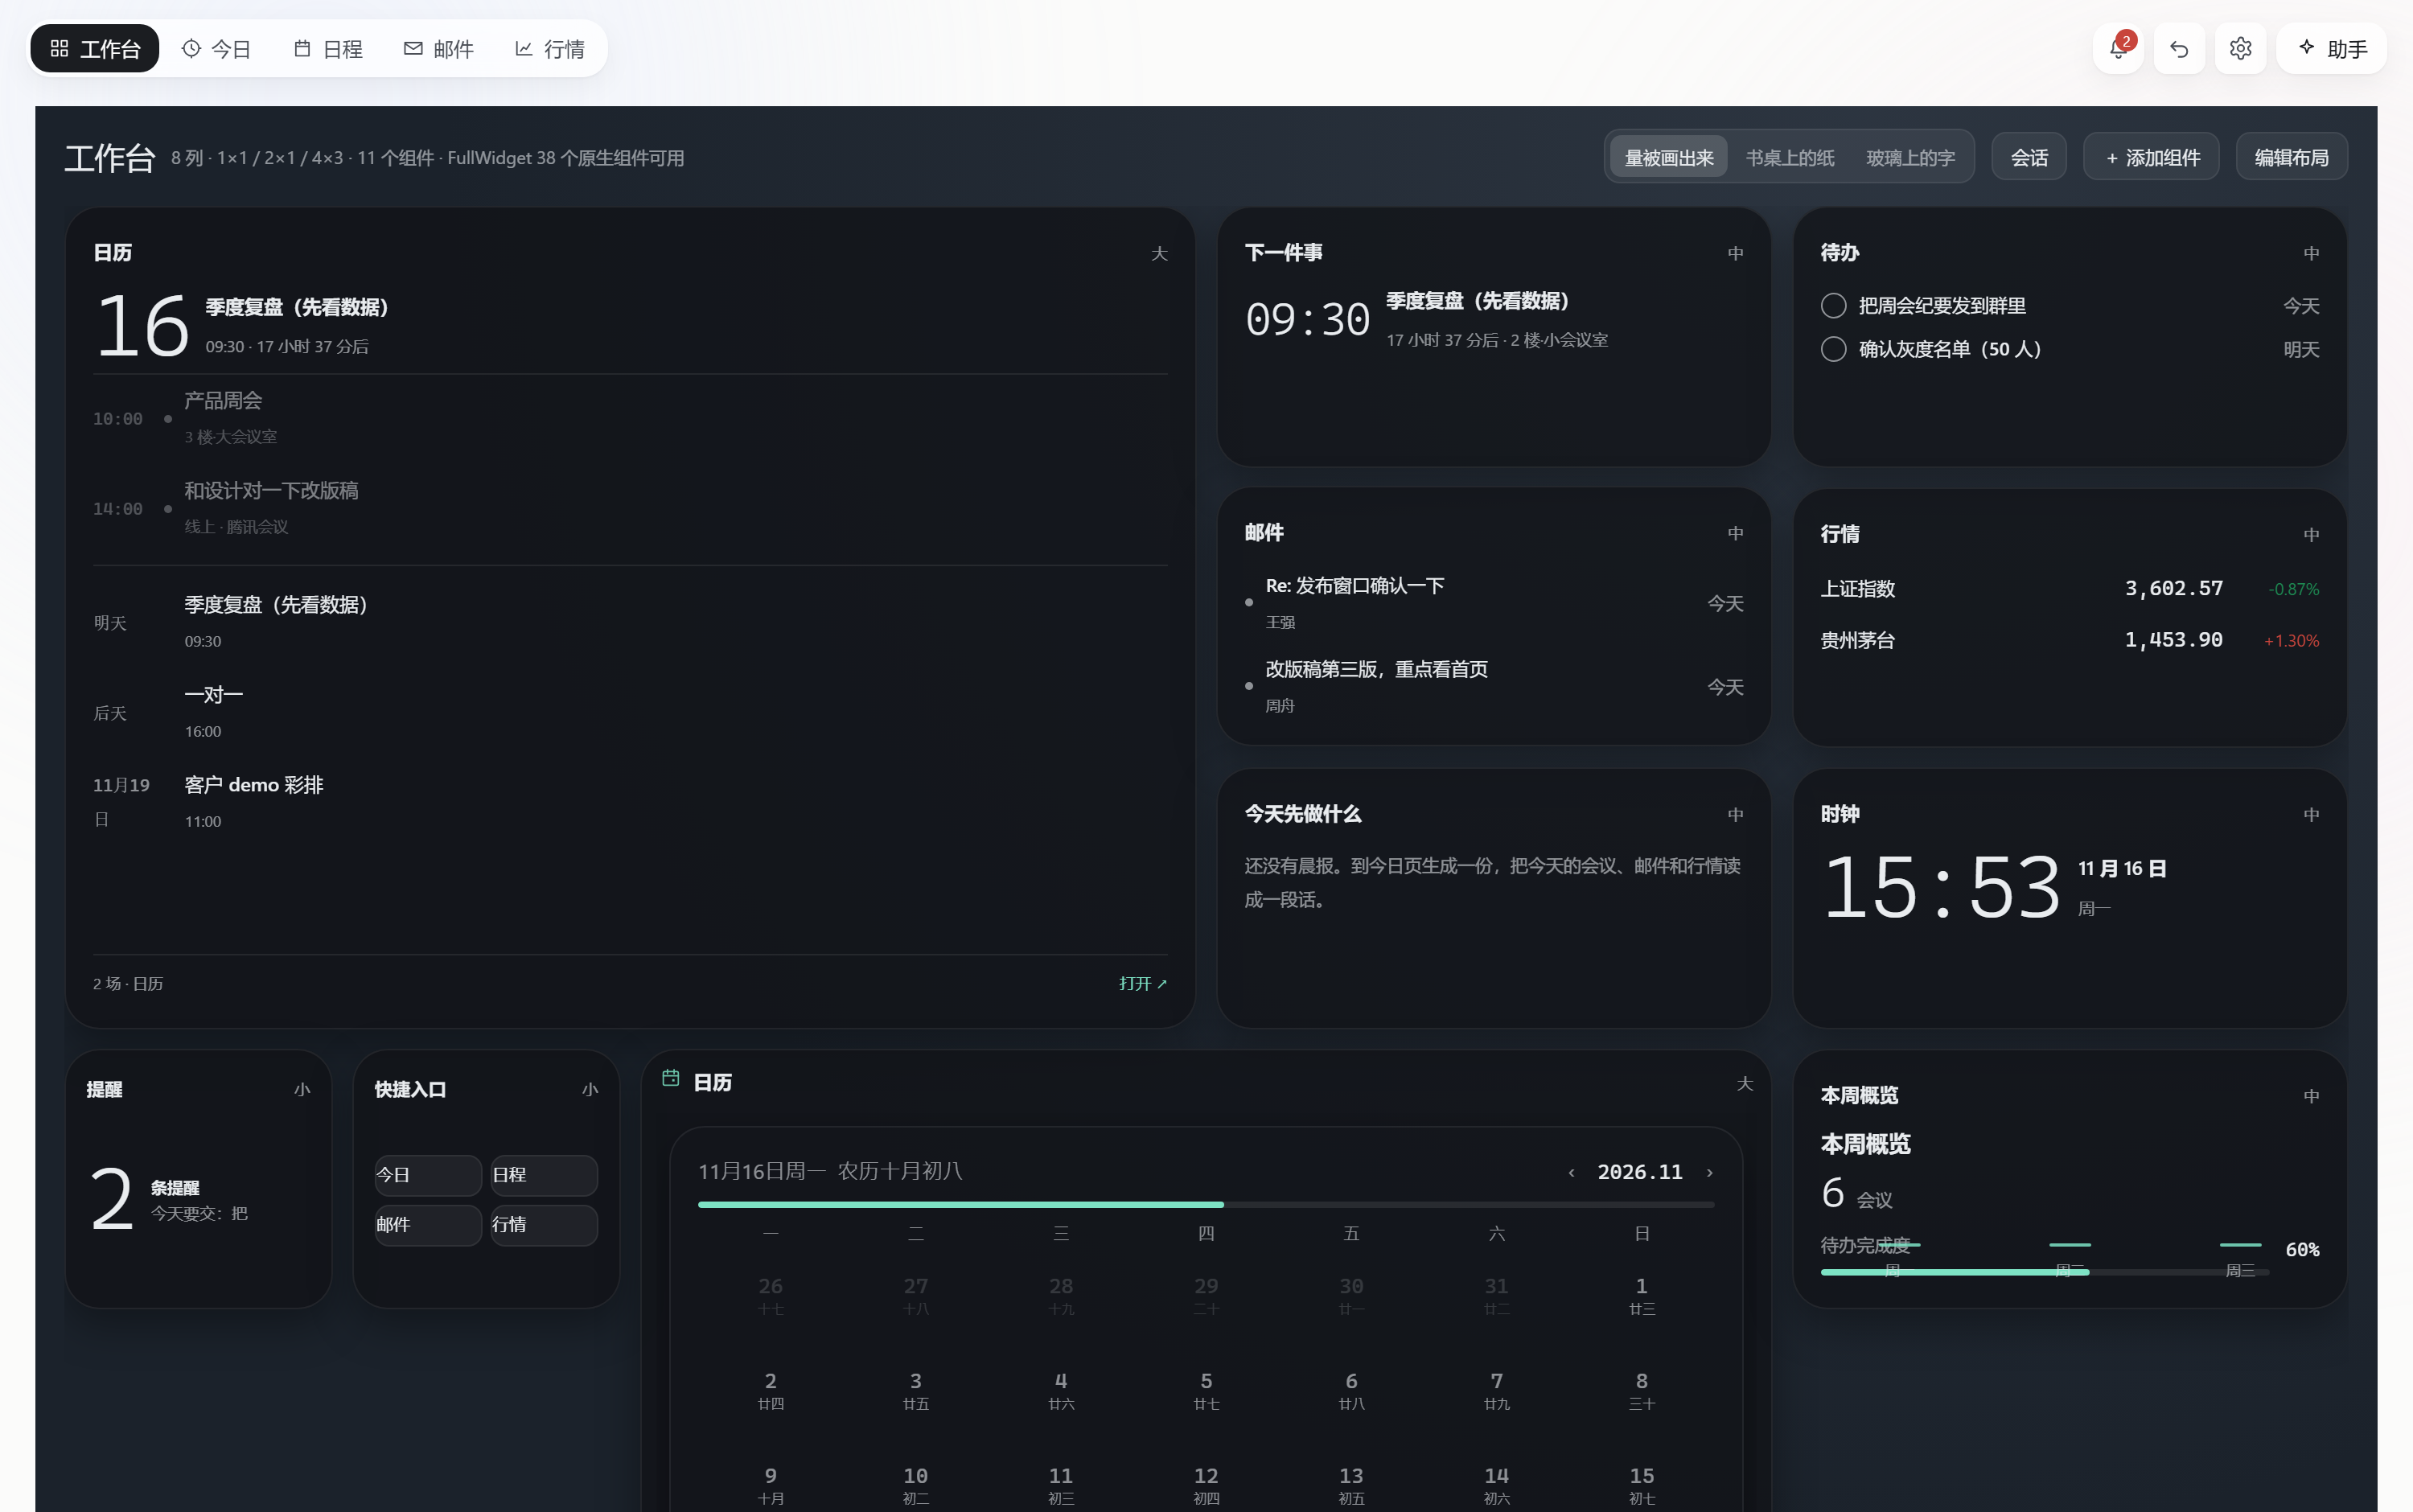 工作台 今日 日程 邮件 行情 2 助手
工作台 8 列 · 1×1 / 2×1 / 4×3 · 11 个组件 · FullWidget 38 个原生组件可用
量被画出来 书桌上的纸 玻璃上的字 会话 + 添加组件 编辑布局
日历 大
16 季度复盘（先看数据）
09:30 · 17 小时 37 分后
10:00 产品周会
3 楼·大会议室
14:00 和设计对一下改版稿
线上 · 腾讯会议
明天 季度复盘（先看数据）
09:30
后天 一对一
16:00
11月19日 客户 demo 彩排
11:00
2 场 · 日历 打开 ↗
下一件事 中
09:30 季度复盘（先看数据）
17 小时 37 分后 · 2 楼·小会议室
待办 中
把周会纪要发到群里 今天
确认灰度名单（50 人） 明天
邮件 中
Re: 发布窗口确认一下 今天
王强
改版稿第三版，重点看首页 今天
周舟
行情 中
上证指数 3,602.57 -0.87%
贵州茅台 1,453.90 +1.30%
今天先做什么 中
还没有晨报。到今日页生成一份，把今天的会议、邮件和行情读
成一段话。
时钟 中
15:53 11 月 16 日
周一
提醒 小
2 条提醒
今天要交：把
快捷入口 小
今日 日程
邮件 行情
日历 大
11月16日周一 农历十月初八 ‹ 2026.11 ›
一 二 三 四 五 六 日
26 27 28 29 30 31 1
十七 十八 十九 二十 廿一 廿二 廿三
2 3 4 5 6 7 8
廿四 廿五 廿六 廿七 廿八 廿九 三十
9 10 11 12 13 14 15
十月 初二 初三 初四 初五 初六 初七
本周概览 中
本周概览
6 会议
待办完成度 60%
周一 周二 周三